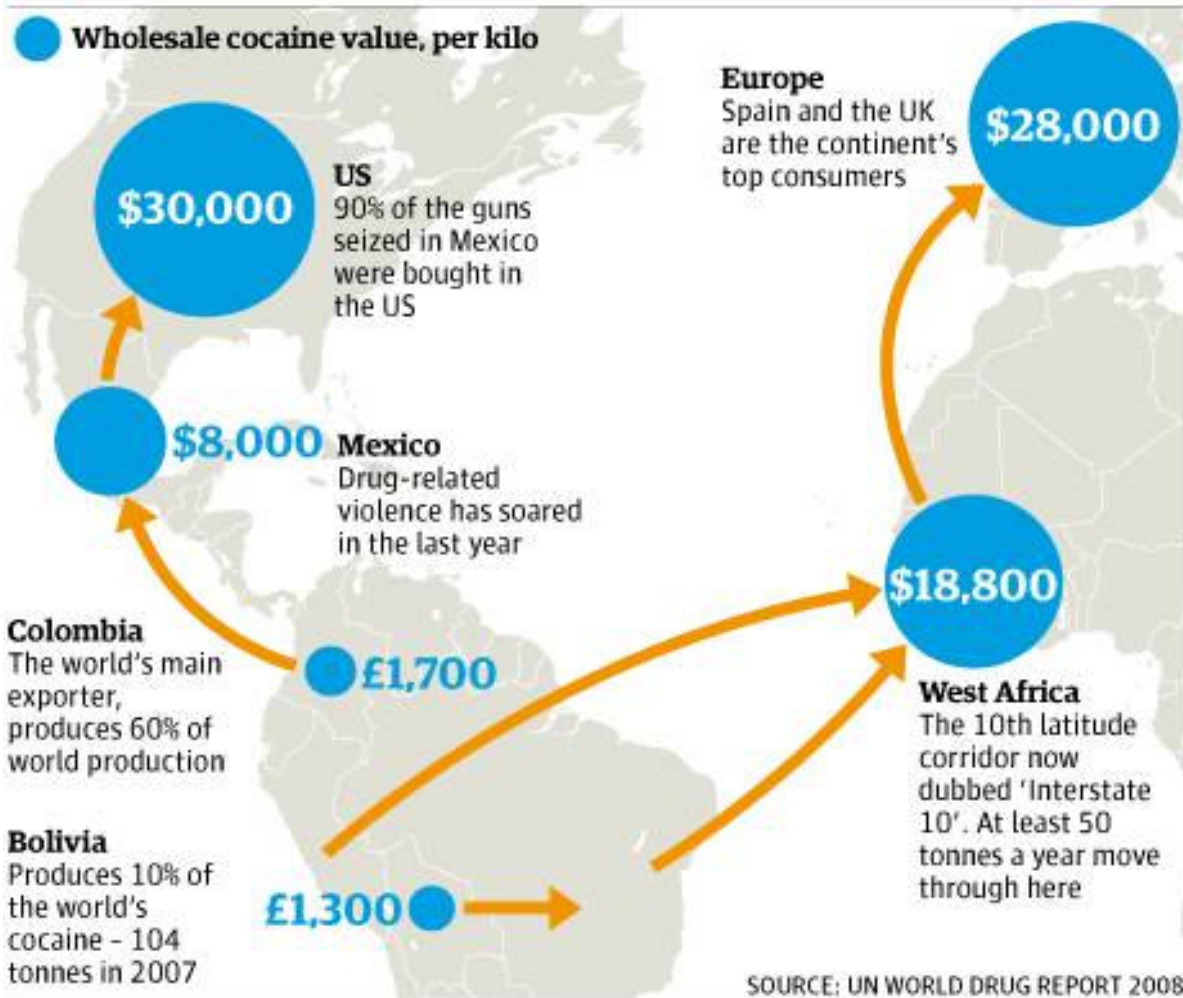 Wholesale cocaine value, per kilo
$30,000
US
90% of the guns
seized in Mexico
were bought in
the US
Europe
Spain and the UK
are the continent's
top consumers
$28,000
$8,000
Mexico
Drug-related
violence has soared
in the last year
$18,800
West Africa
The 10th latitude
corridor now
dubbed 'Interstate
10'. At least 50
tonnes a year move
through here
Colombia
The world's main
exporter,
produces 60% of
world production
£1,700
Bolivia
Produces 10% of
the world's
cocaine – 104
tonnes in 2007
£1,300
SOURCE: UN WORLD DRUG REPORT 2008